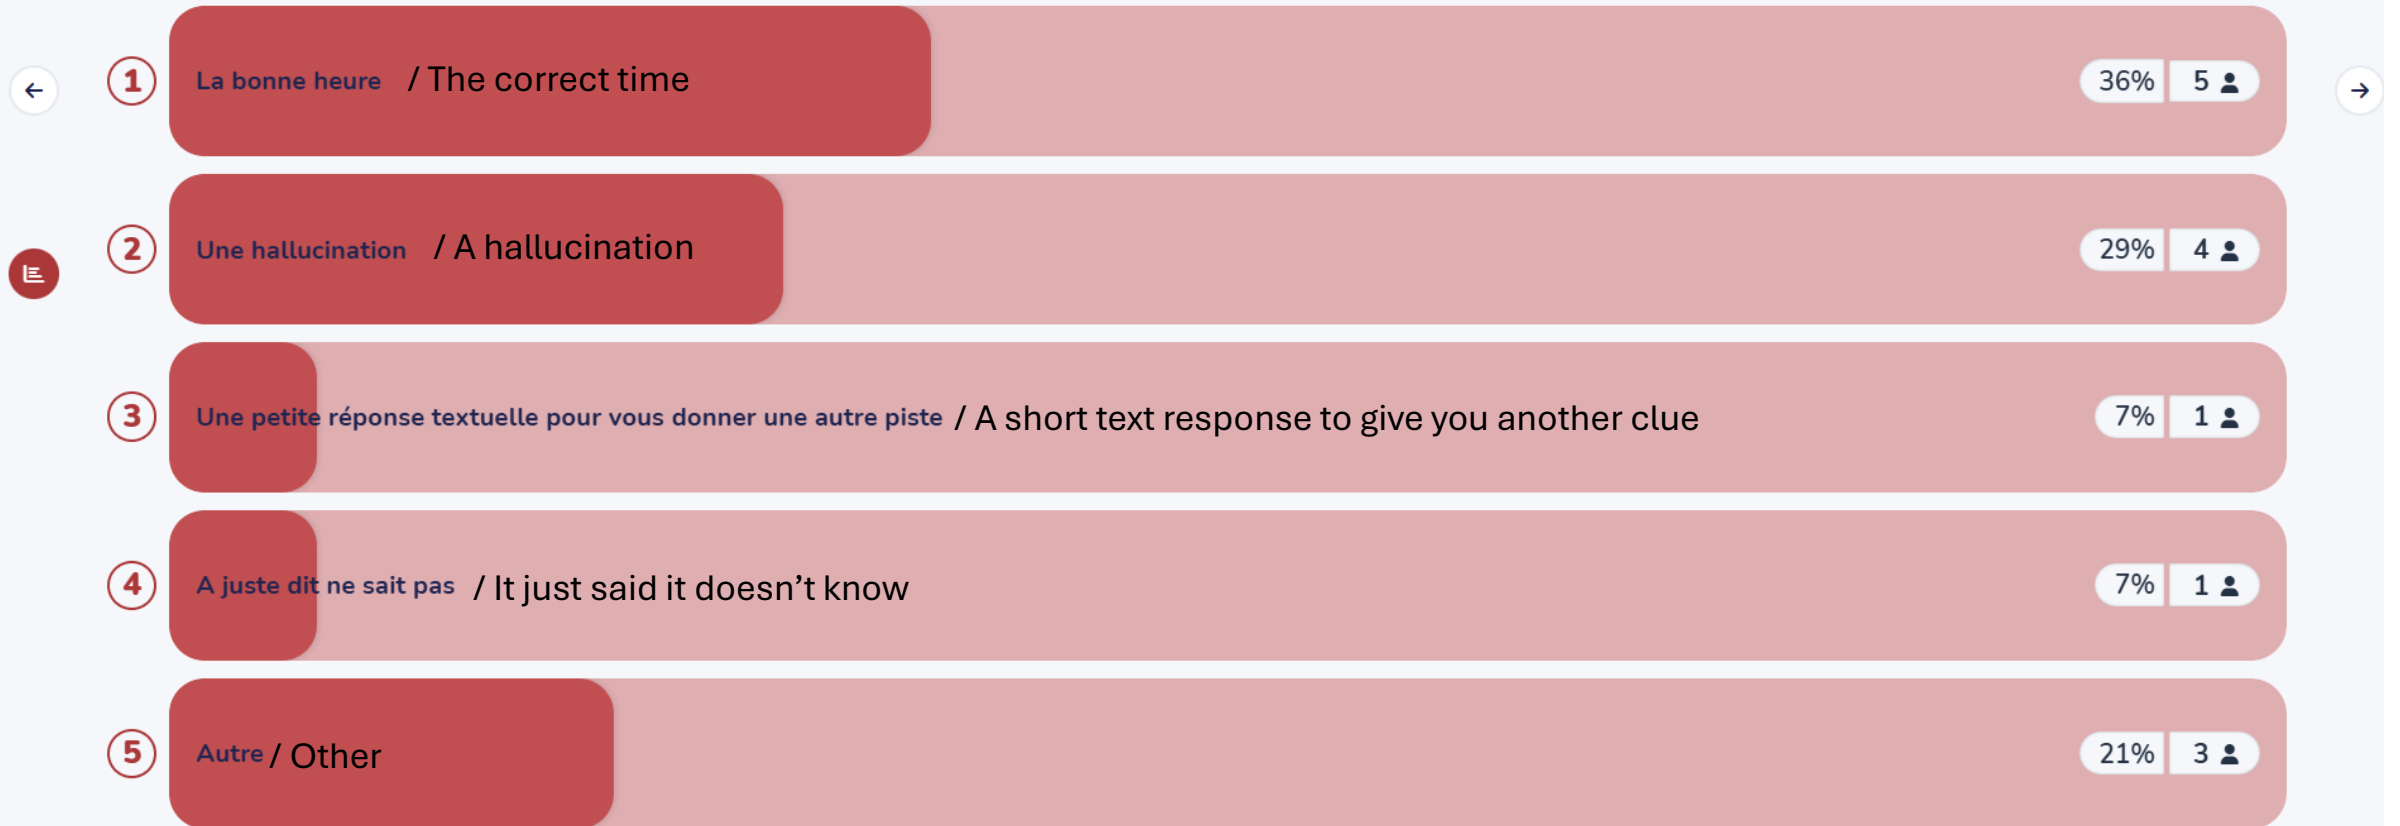 1 La bonne heure / The correct time 36% 5
2 Une hallucination / A hallucination 29% 4
3 Une petite réponse textuelle pour vous donner une autre piste / A short text response to give you another clue 7% 1
4 A juste dit ne sait pas / It just said it doesn’t know 7% 1
5 Autre / Other 21% 3